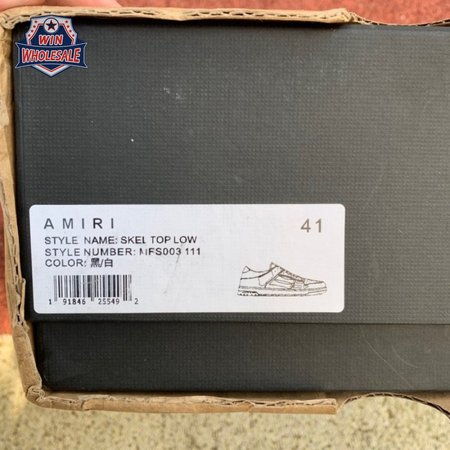 WIN
WHOLESALE
AMIRI
41
STYLE NAME: SKEL TOP LOW
STYLE NUMBER: MFS003 111
COLOR: 黑/白
1 91846 25549 2